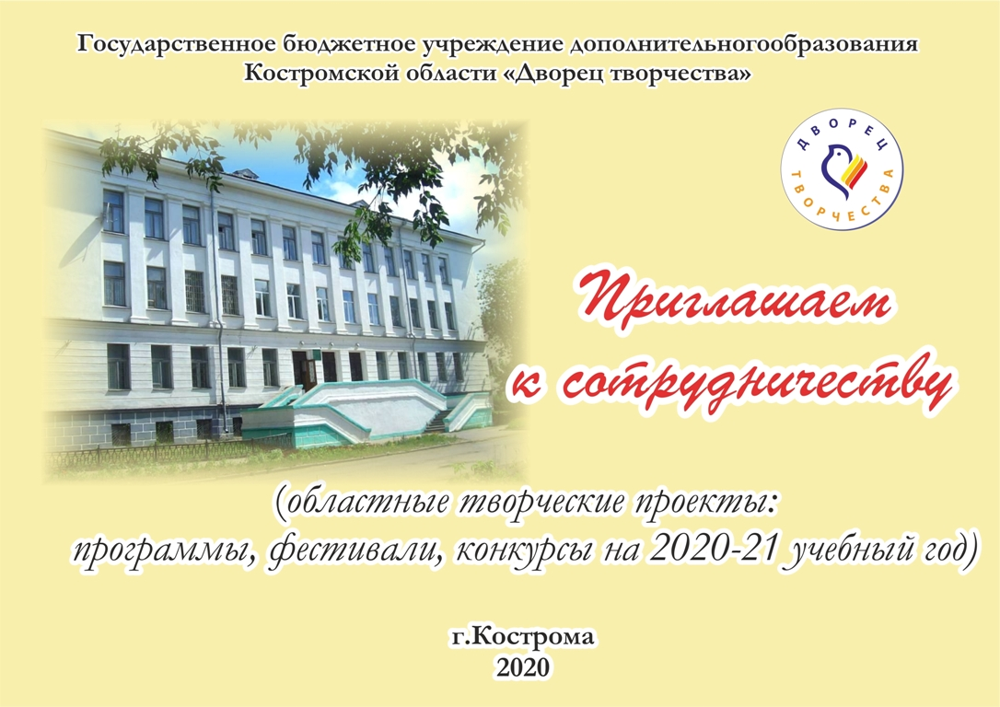 Государственное бюджетное учреждение дополнительногообразования
Костромской области «Дворец творчества»
ДВОРЕЦ
ТВОРЧЕСТВА
Приглашаем
к сотрудничеству
(областные творческие проекты:
программы, фестивали, конкурсы на 2020-21 учебный год)
г.Кострома
2020